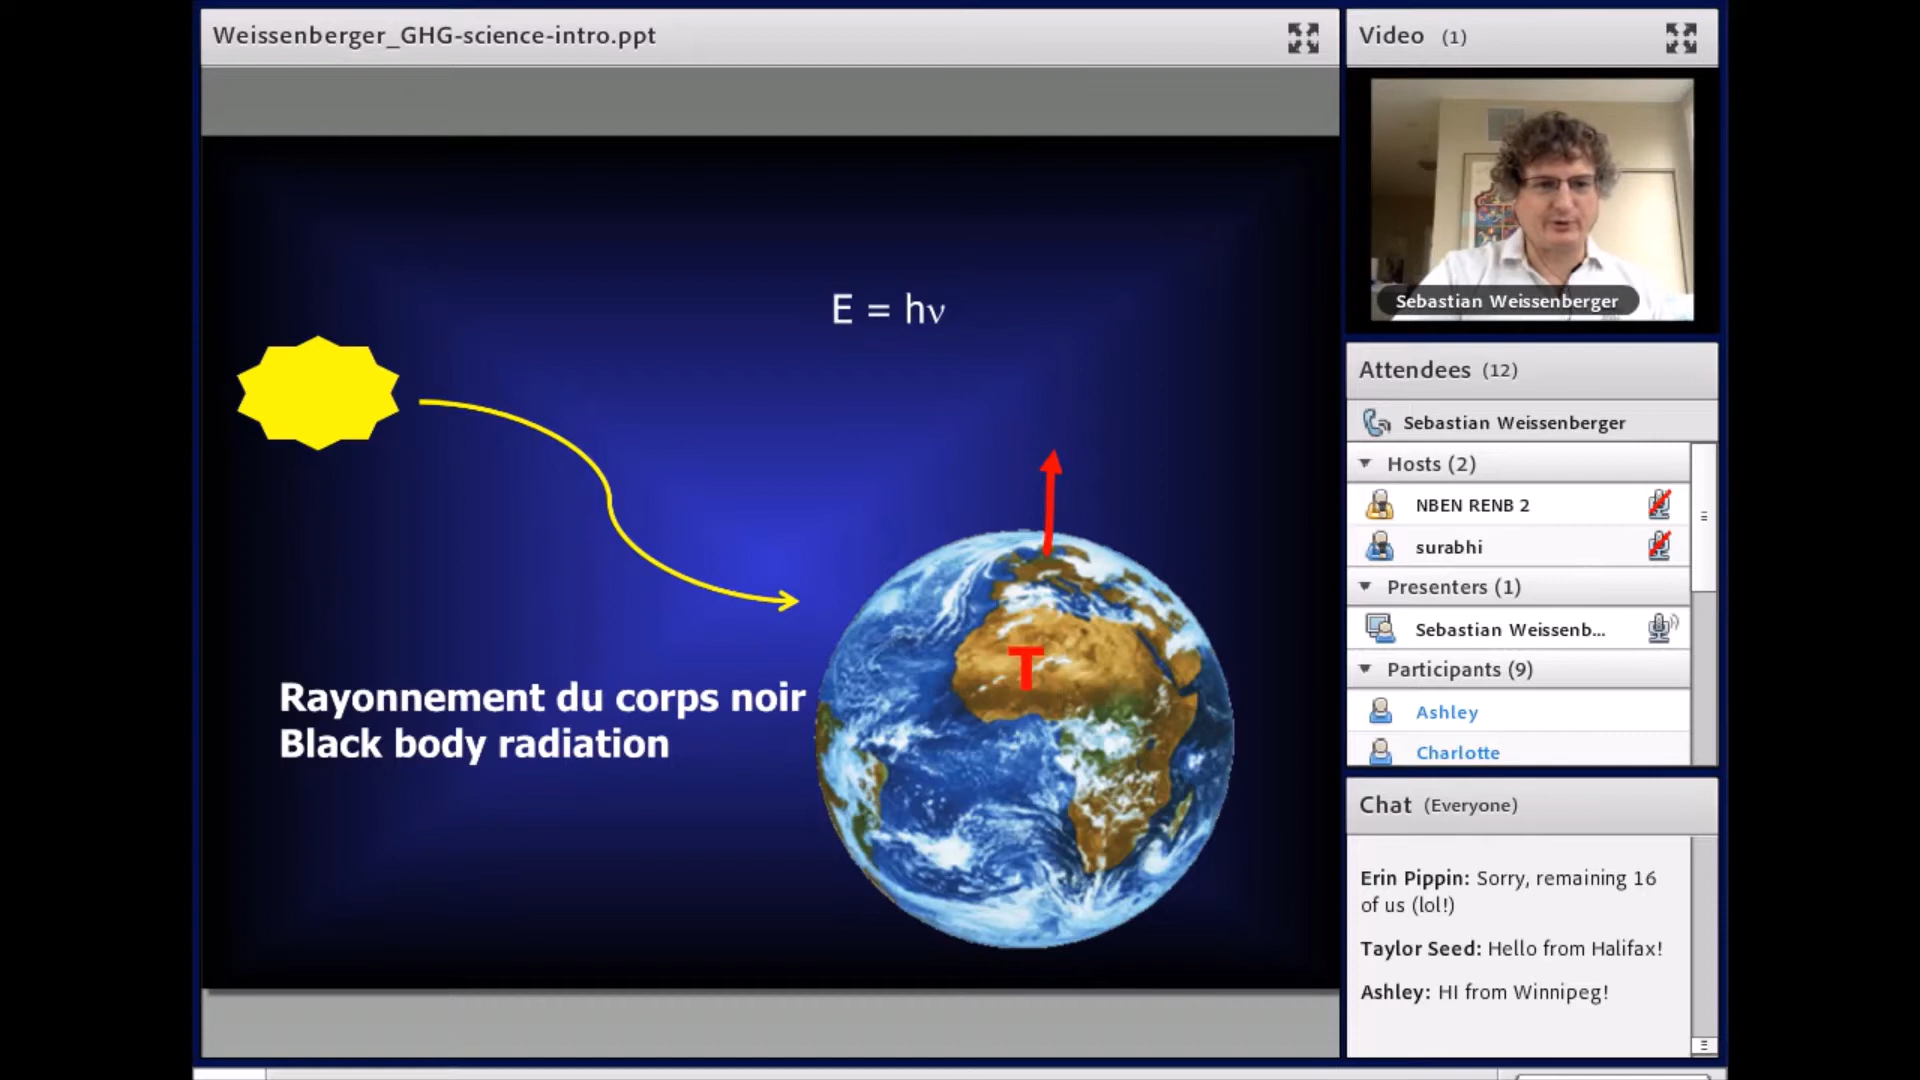 Weissenberger_GHG-science-intro.ppt
E = hν
T
Rayonnement du corps noir
Black body radiation
Video (1)
Sebastian Weissenberger
Attendees (12)
Sebastian Weissenberger
Hosts (2)
NBEN RENB 2
surabhi
Presenters (1)
Sebastian Weissenb...
Participants (9)
Ashley
Charlotte
Chat (Everyone)
Erin Pippin: Sorry, remaining 16
of us (lol!)
Taylor Seed: Hello from Halifax!
Ashley: HI from Winnipeg!